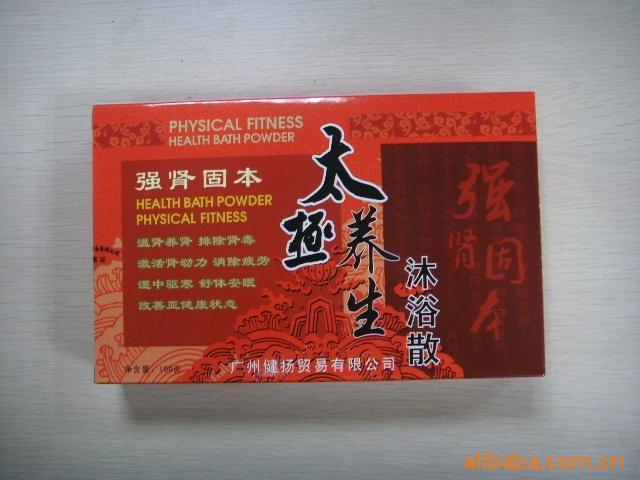 PHYSICAL FITNESS
HEALTH BATH POWDER
强肾固本
HEALTH BATH POWDER
PHYSICAL FITNESS
温肾养肾 排除肾毒
激活肾动力 消除疲劳
温中驱寒 舒体安眠
改善亚健康状态
太极养生
沐浴散
强肾固本
净含量：100克
广州健扬贸易有限公司
alibaba.com.cn